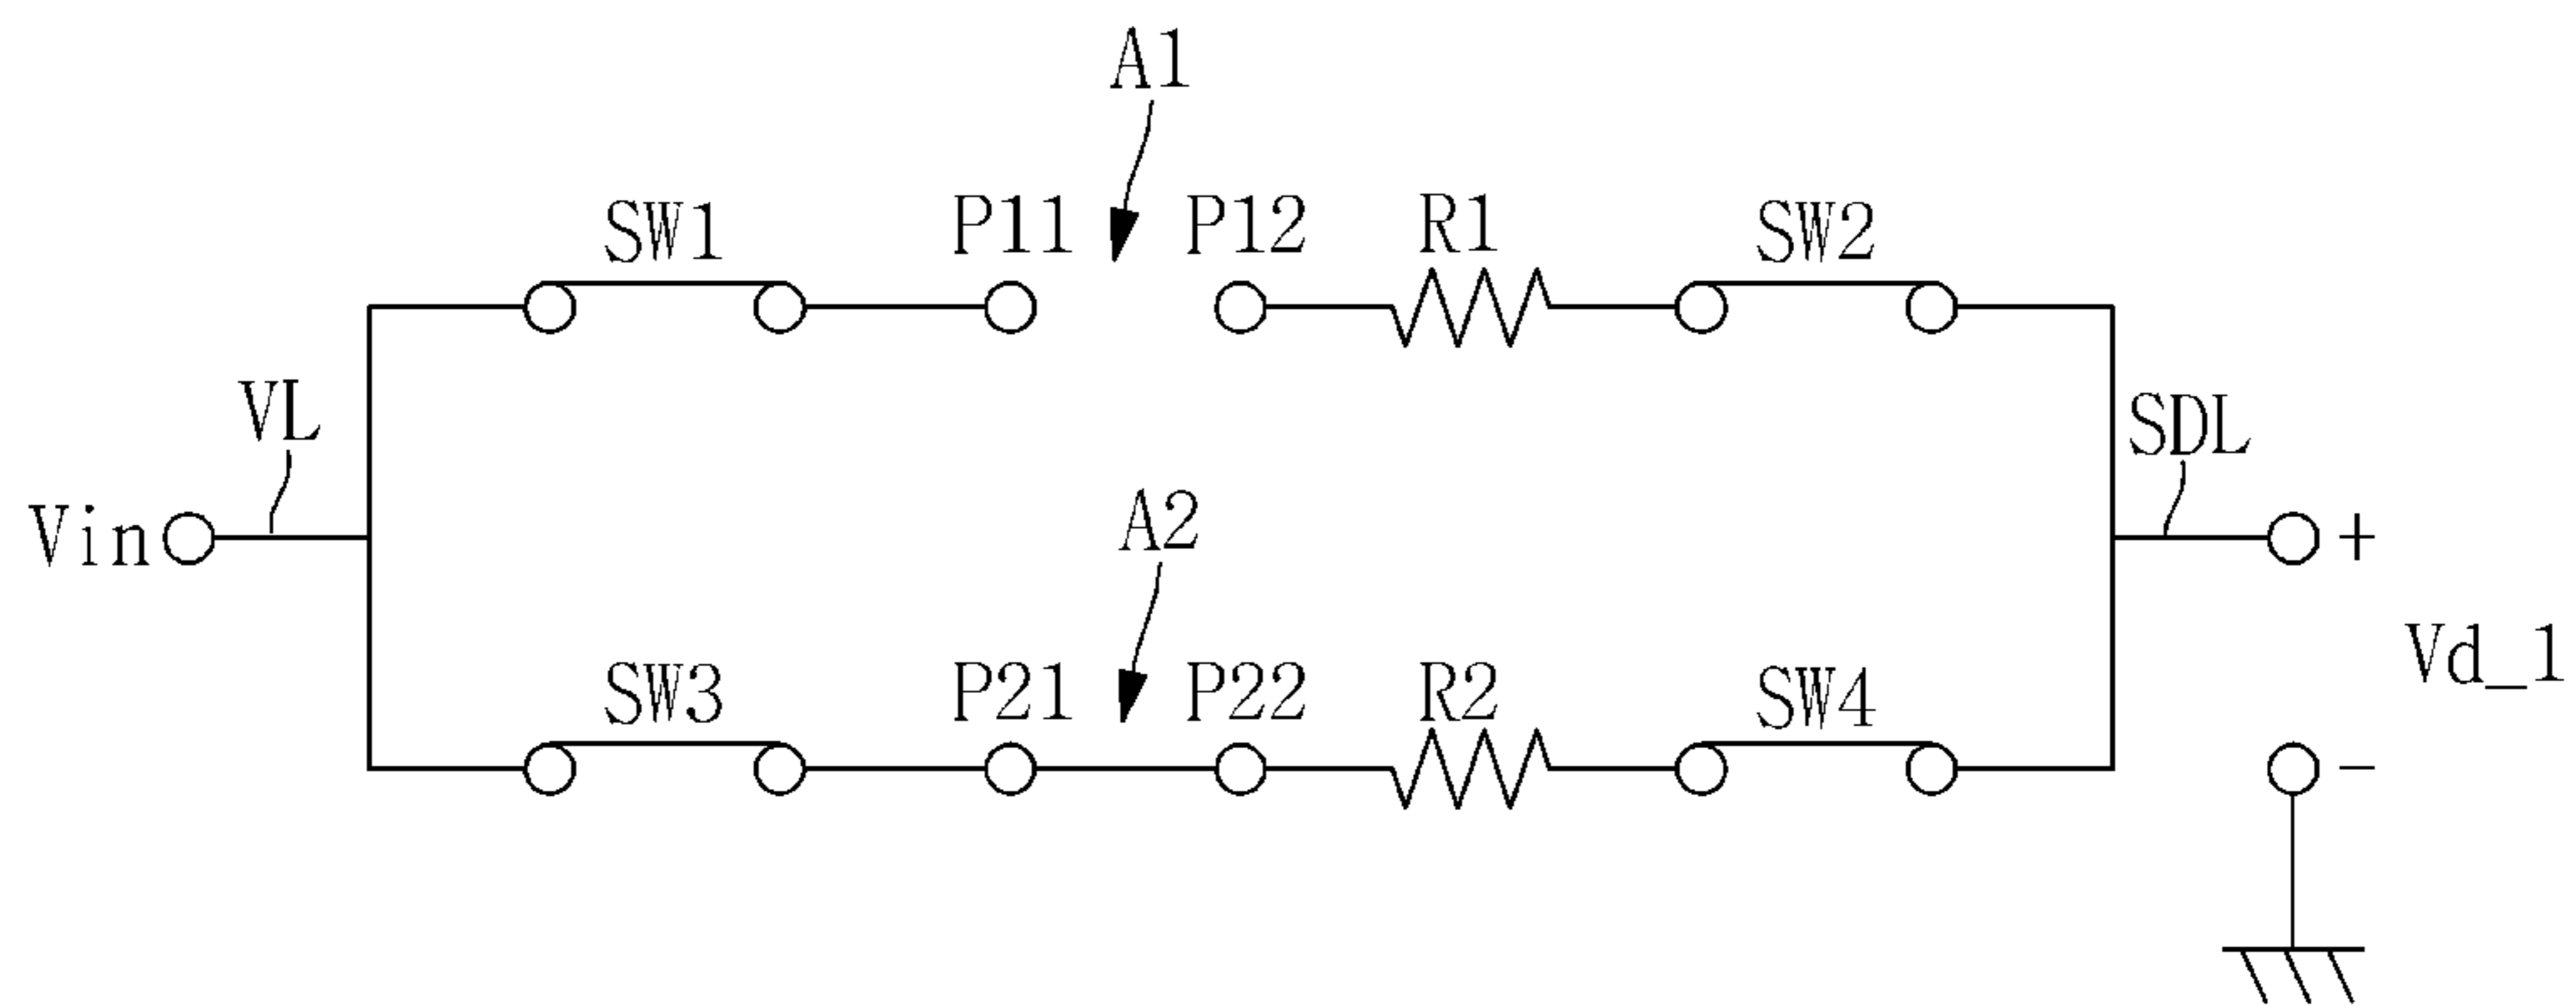 A1
SW1 P11 P12 R1 SW2
VL
SDL
Vin
A2
+
SW3 P21 P22 R2 SW4
Vd_1
-